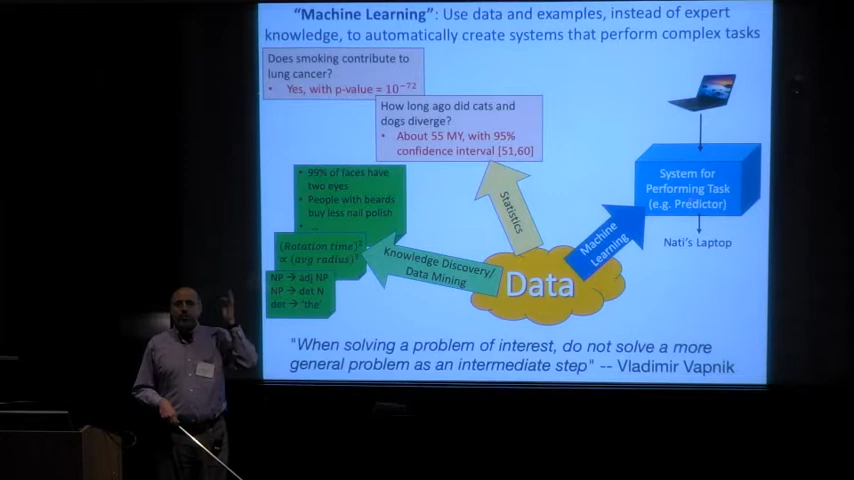 "Machine Learning": Use data and examples, instead of expert
knowledge, to automatically create systems that perform complex tasks
Does smoking contribute to
lung cancer?
• Yes, with p-value = 10⁻⁷²
How long ago did cats and
dogs diverge?
• About 55 MY, with 95%
confidence interval [51,60]
• 99% of faces have
two eyes
• People with beards
buy less nail polish
• ...
(Rotation time)²
∝ (avg radius)³
NP → adj NP
NP → det N
det → 'the'
Knowledge Discovery/
Data Mining
Statistics
Machine
Learning
Data
System for
Performing Task
(e.g. Predictor)
Nati's Laptop
"When solving a problem of interest, do not solve a more
general problem as an intermediate step" -- Vladimir Vapnik